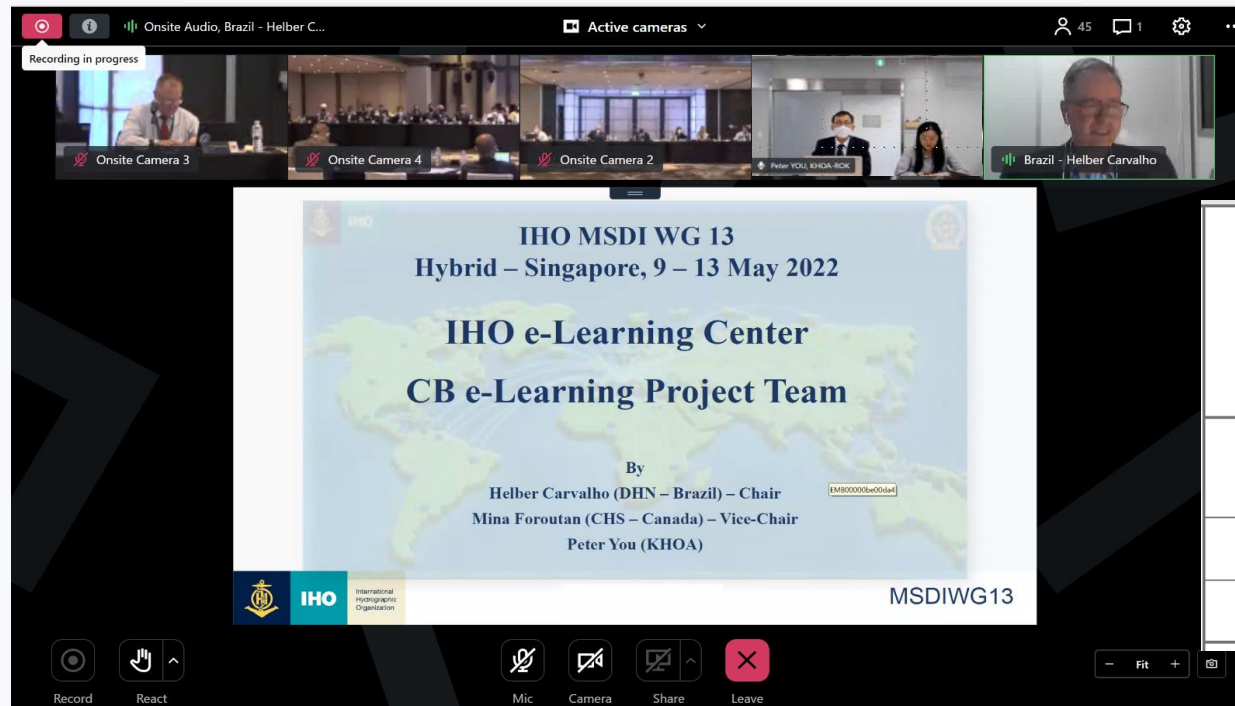 Onsite Audio, Brazil - Helber C...
Active cameras
45
1
Recording in progress
Onsite Camera 3
Onsite Camera 4
Onsite Camera 2
Peter YOU, KHOA-ROK
Brazil - Helber Carvalho
IHO
IHO MSDI WG 13
Hybrid – Singapore, 9 – 13 May 2022
IHO e-Learning Center
CB e-Learning Project Team
By
Helber Carvalho (DHN – Brazil) – Chair
Mina Foroutan (CHS – Canada) – Vice-Chair
Peter You (KHOA)
EMB00000be00da4
IHO
International
Hydrographic
Organization
MSDIWG13
Fit
Record
React
Mic
Camera
Share
Leave